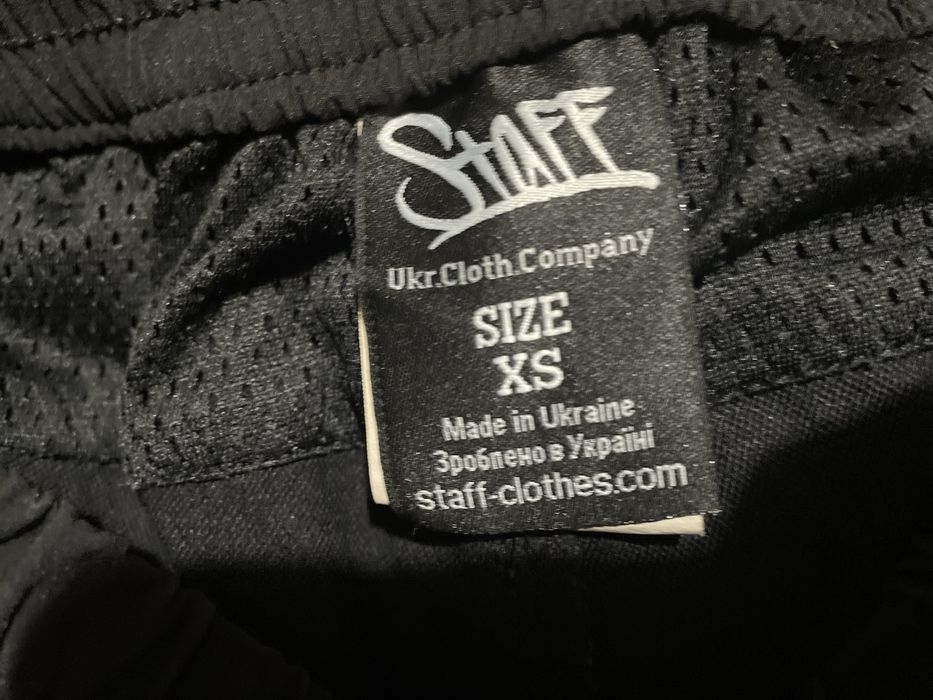 Staff
Ukr.Cloth.Company
SIZE
XS
Made in Ukraine
Зроблено в Україні
staff-clothes.com